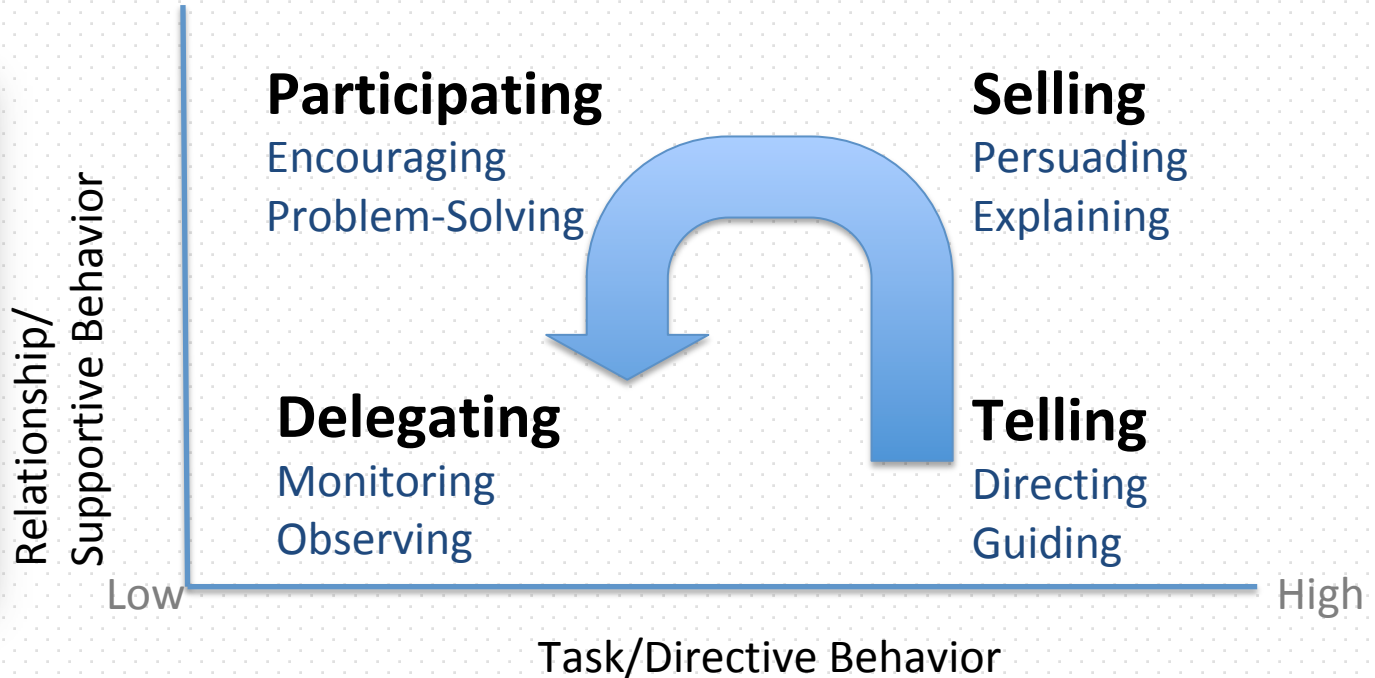 Participating
Encouraging
Problem-Solving
Selling
Persuading
Explaining
Relationship/
Supportive Behavior
Delegating
Monitoring
Observing
Telling
Directing
Guiding
Low
High
Task/Directive Behavior